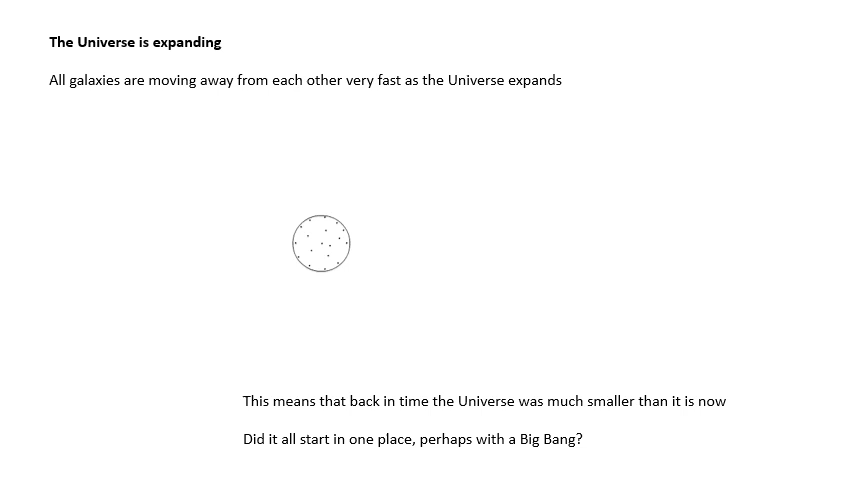 The Universe is expanding
All galaxies are moving away from each other very fast as the Universe expands
This means that back in time the Universe was much smaller than it is now
Did it all start in one place, perhaps with a Big Bang?